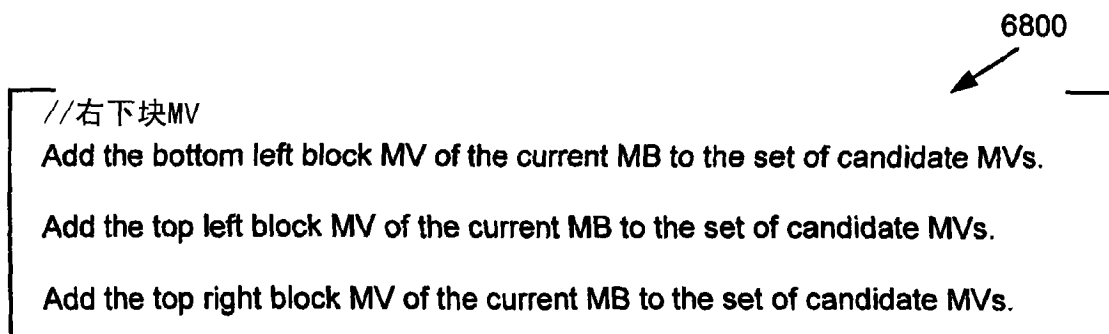 6800
//右下块MV
Add the bottom left block MV of the current MB to the set of candidate MVs.
Add the top left block MV of the current MB to the set of candidate MVs.
Add the top right block MV of the current MB to the set of candidate MVs.